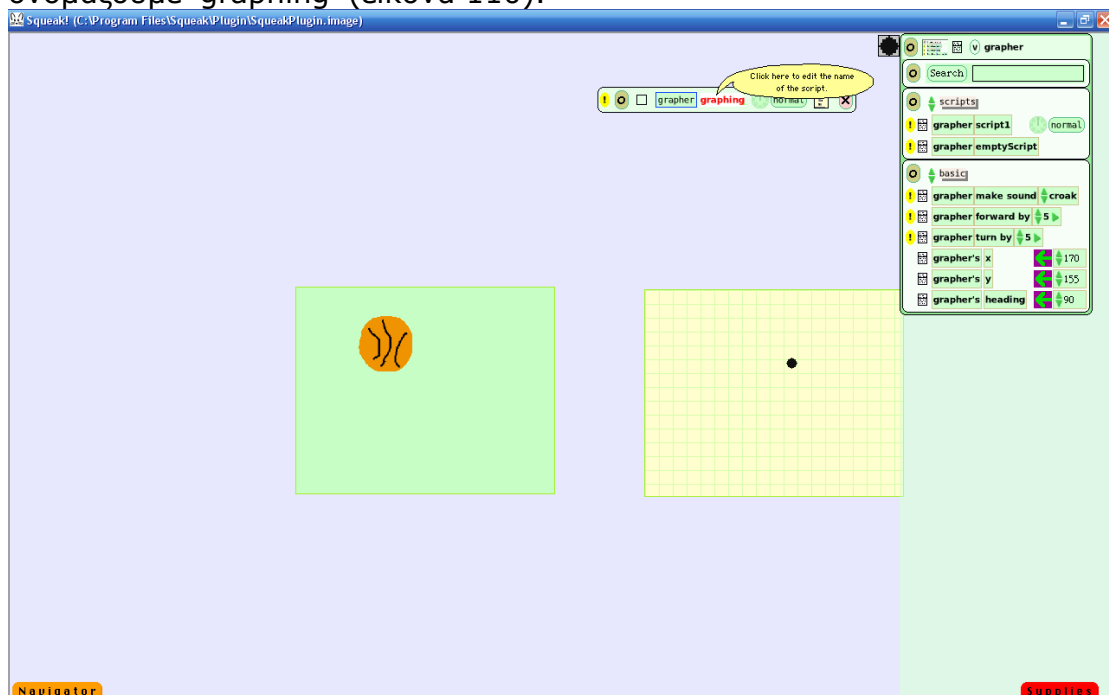 ονομάζουμε graphing (εικόνα 116).
Squeak! (C:\Program Files\Squeak\Plugin\SqueakPlugin.image)
v grapher
Search
Click here to edit the name
of the script.
! grapher graphing normal
scripts
! grapher script1 normal
! grapher emptyScript
basic
! grapher make sound croak
! grapher forward by 5
! grapher turn by 5
grapher's x 170
grapher's y 155
grapher's heading 90
Navigator
Supplies